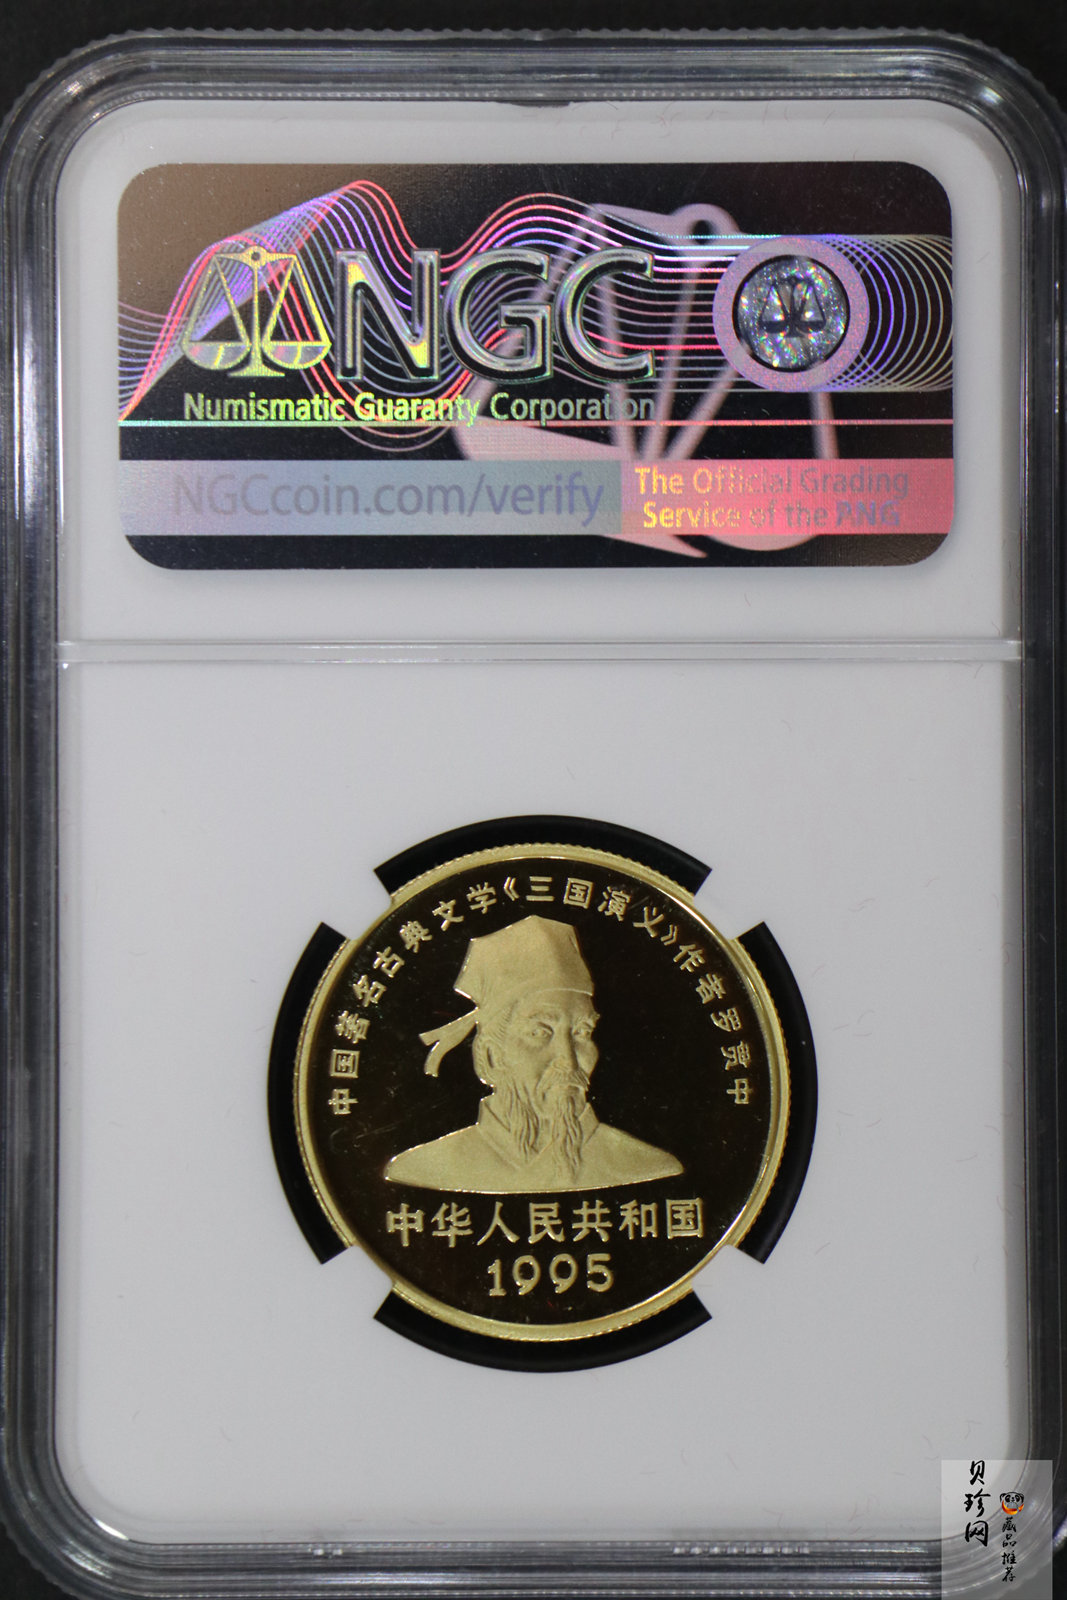 NGC
Numismatic Guaranty Corporation
NGCcoin.com/verify
The Official Grading
Service of the PNG
中国著名古典文学《三国演义》作者罗贯中
中华人民共和国
1995
贝珍网
藏品推荐